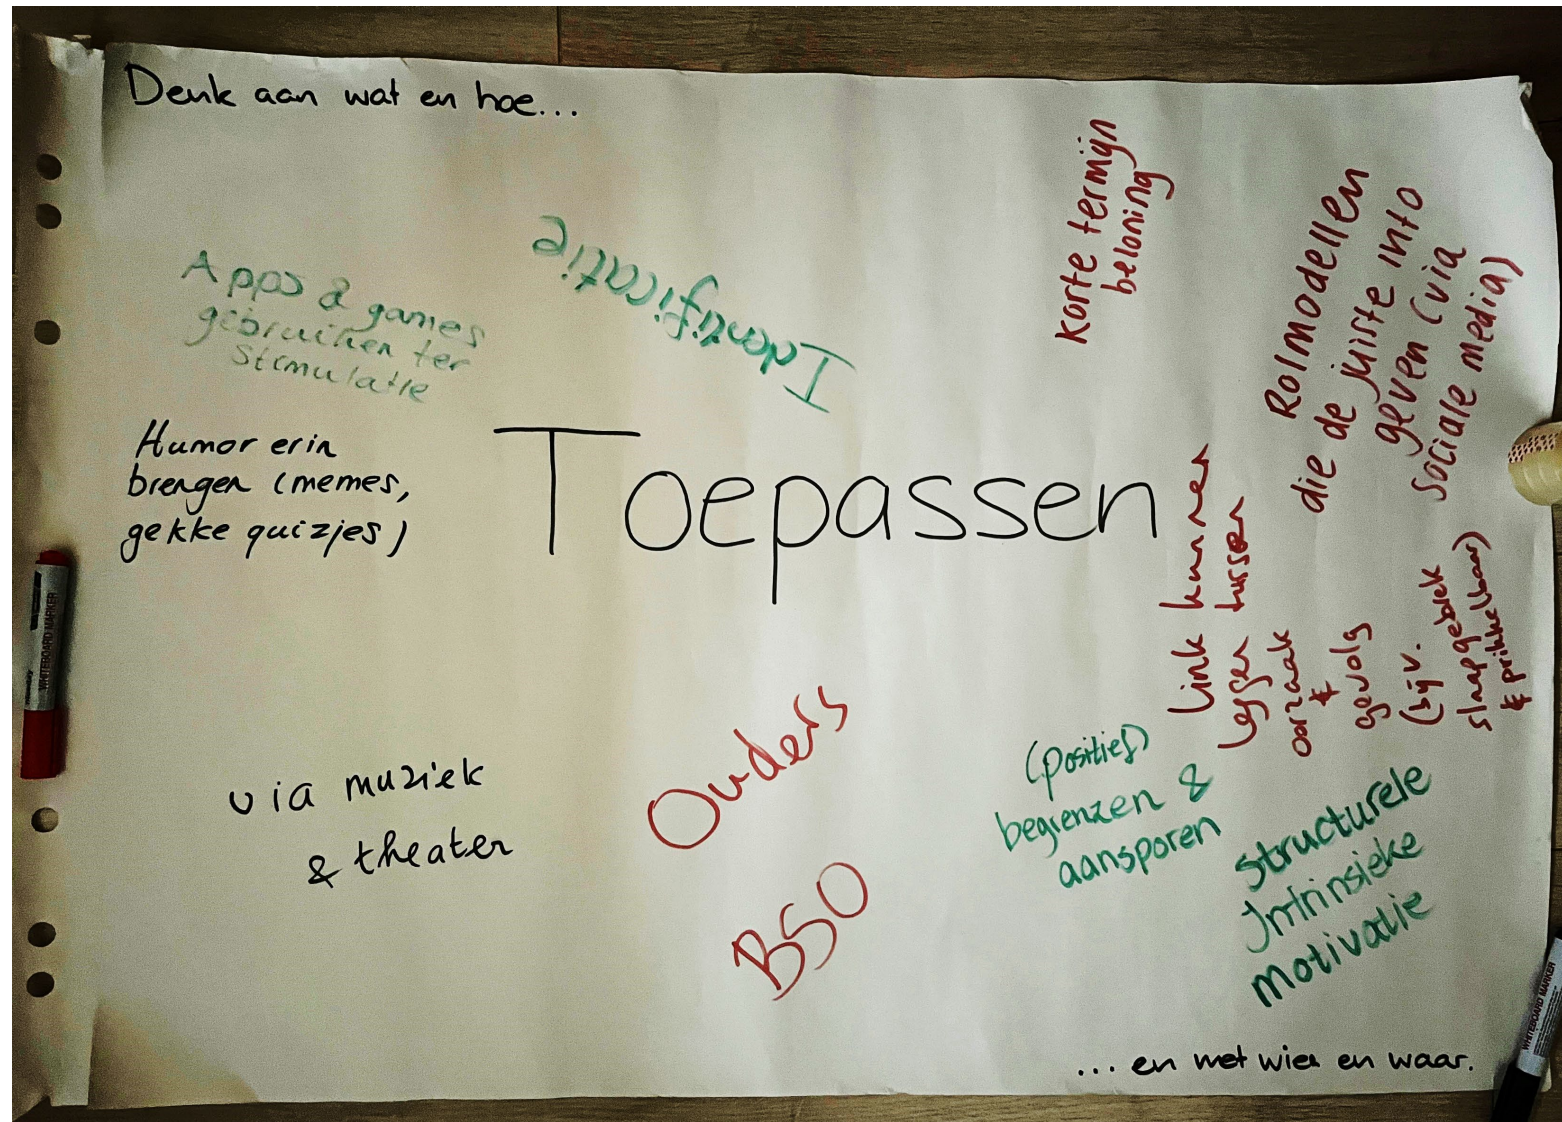 Denk aan wat en hoe...
Identificatie
Apps & games
gebruiken ter
stimulatie
Humor erin
brengen (memes,
gekke quizjes)
Toepassen
Korte termijn
beloning
Rolmodellen
die de juiste info
geven (via
sociale media)
Link kunnen
leggen tussen
oorzaak
&
gevolg
(bijv.
slaapgebrek
& prikkelbaar)
via muziek
& theater
Ouders
BSO
(positief)
begrenzen &
aansporen
structurele
Intrinsieke
motivatie
... en met wie en waar.
WHITEBOARD MARKER
WHITEBOARD MARKER